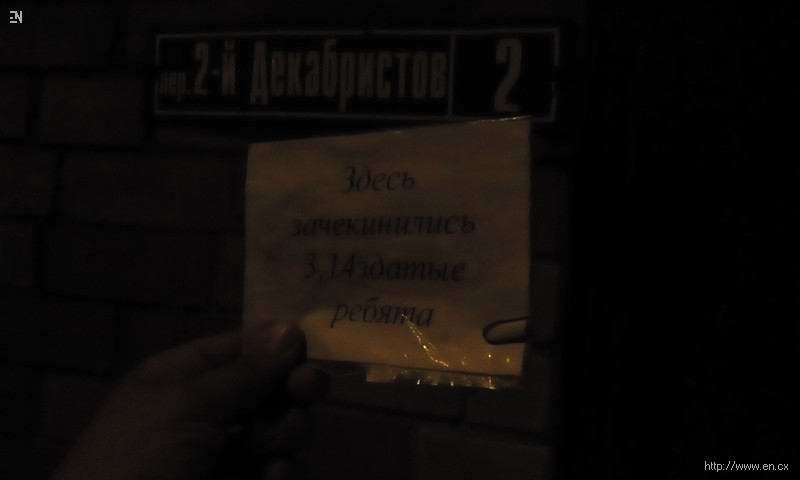 EN
пер. 2-й Декабристов 2
Здесь
зачекинились
3,14здатые
ребята
http://www.en.cx